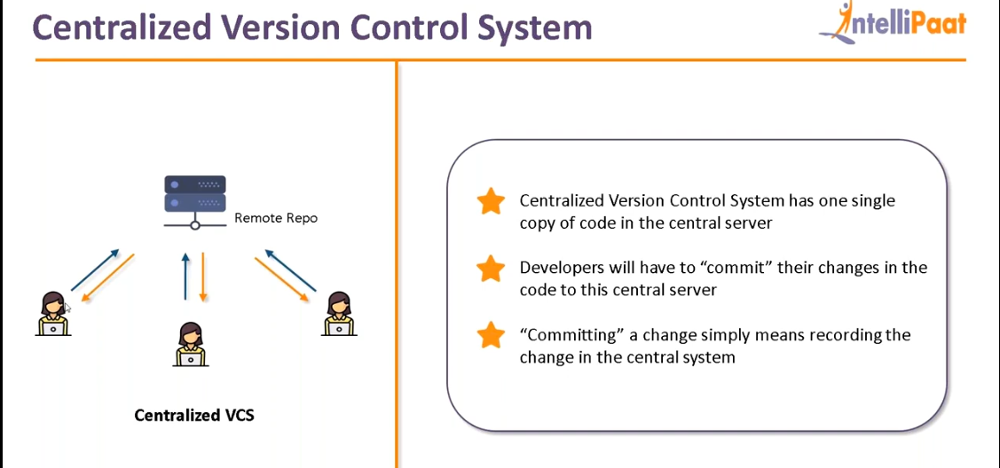 Centralized Version Control System
IntelliPaat
Remote Repo
Centralized VCS
Centralized Version Control System has one single
copy of code in the central server
Developers will have to “commit” their changes in the
code to this central server
“Committing” a change simply means recording the
change in the central system